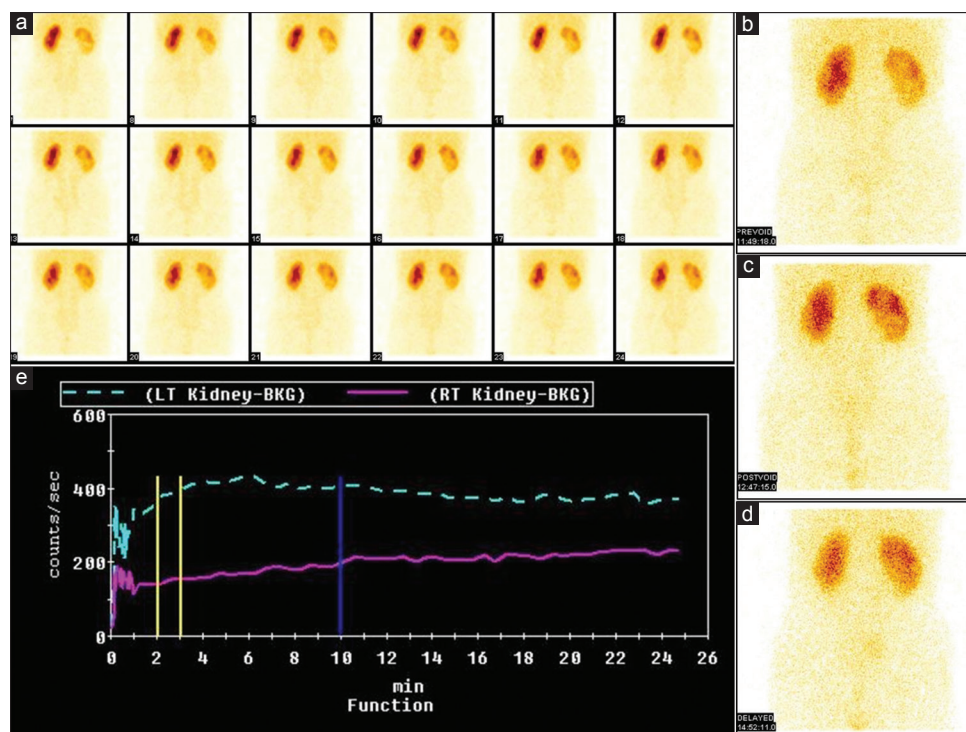 a
8
9
10
11
12
13
14
15
16
17
18
19
20
21
22
23
24
b
PREVOID
11:49:18.0
c
POSTVOID
12:47:15.0
d
DELAYED
14:52:11.0
e
(LT Kidney-BKG) (RT Kidney-BKG)
600
400
200
0
counts/sec
0 2 4 6 8 10 12 14 16 18 20 22 24 26
min
Function